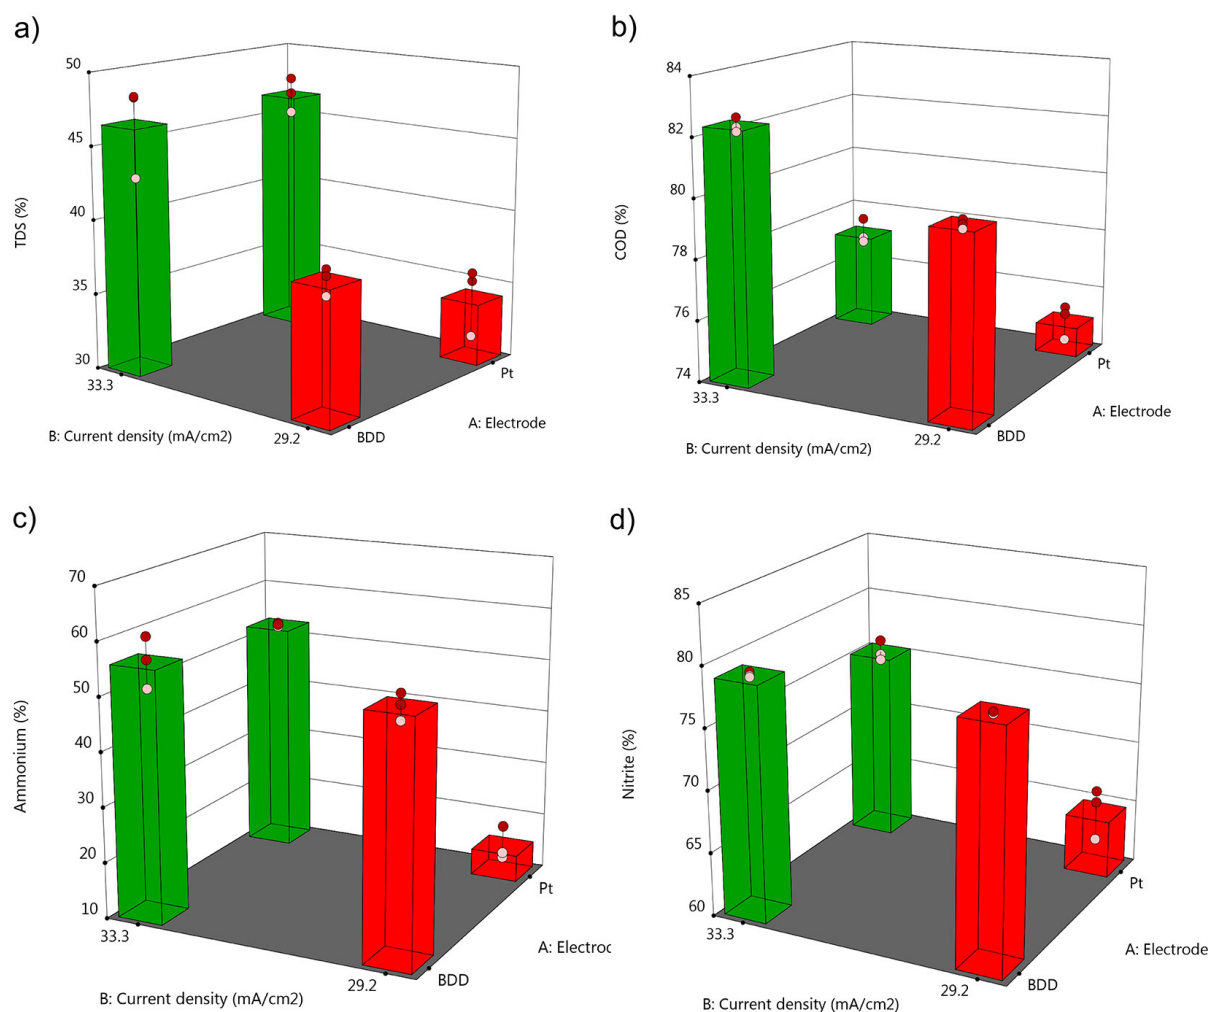 a)
50
45
40
35
30
TDS (%)
33.3
29.2
B: Current density (mA/cm2)
BDD
Pt
A: Electrode
b)
84
82
80
78
76
74
COD (%)
33.3
29.2
B: Current density (mA/cm2)
BDD
Pt
A: Electrode
c)
70
60
50
40
30
20
10
Ammonium (%)
33.3
29.2
B: Current density (mA/cm2)
BDD
Pt
A: Electroc
d)
85
80
75
70
65
60
Nitrite (%)
33.3
29.2
B: Current density (mA/cm2)
BDD
Pt
A: Electrode